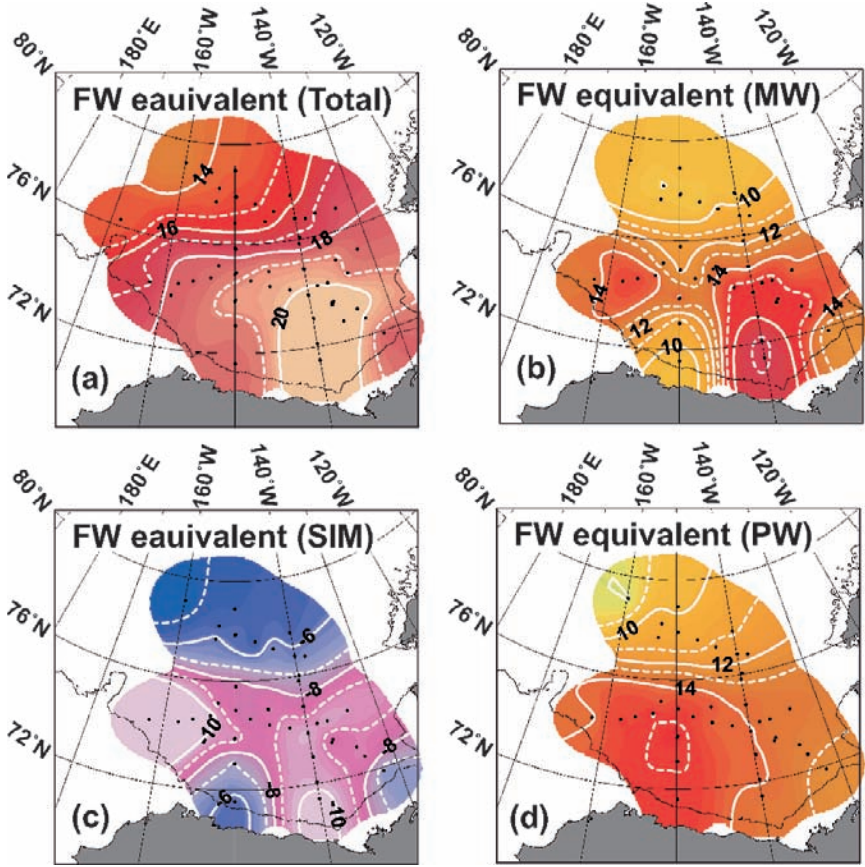 180°E 160°W 140°W 120°W
80°N
FW eauivalent (Total)
76°N
72°N
14
16
18
20
(a)
180°E 160°W 140°W 120°W
80°N
FW equivalent (MW)
76°N
72°N
10
12
14
14
12
10
14
(b)
180°E 160°W 140°W 120°W
80°N
FW eauivalent (SIM)
76°N
72°N
-6
-8
10
-8
-6
-8
-10
(c)
180°E 160°W 140°W 120°W
80°N
FW equivalent (PW)
76°N
72°N
10
12
14
(d)